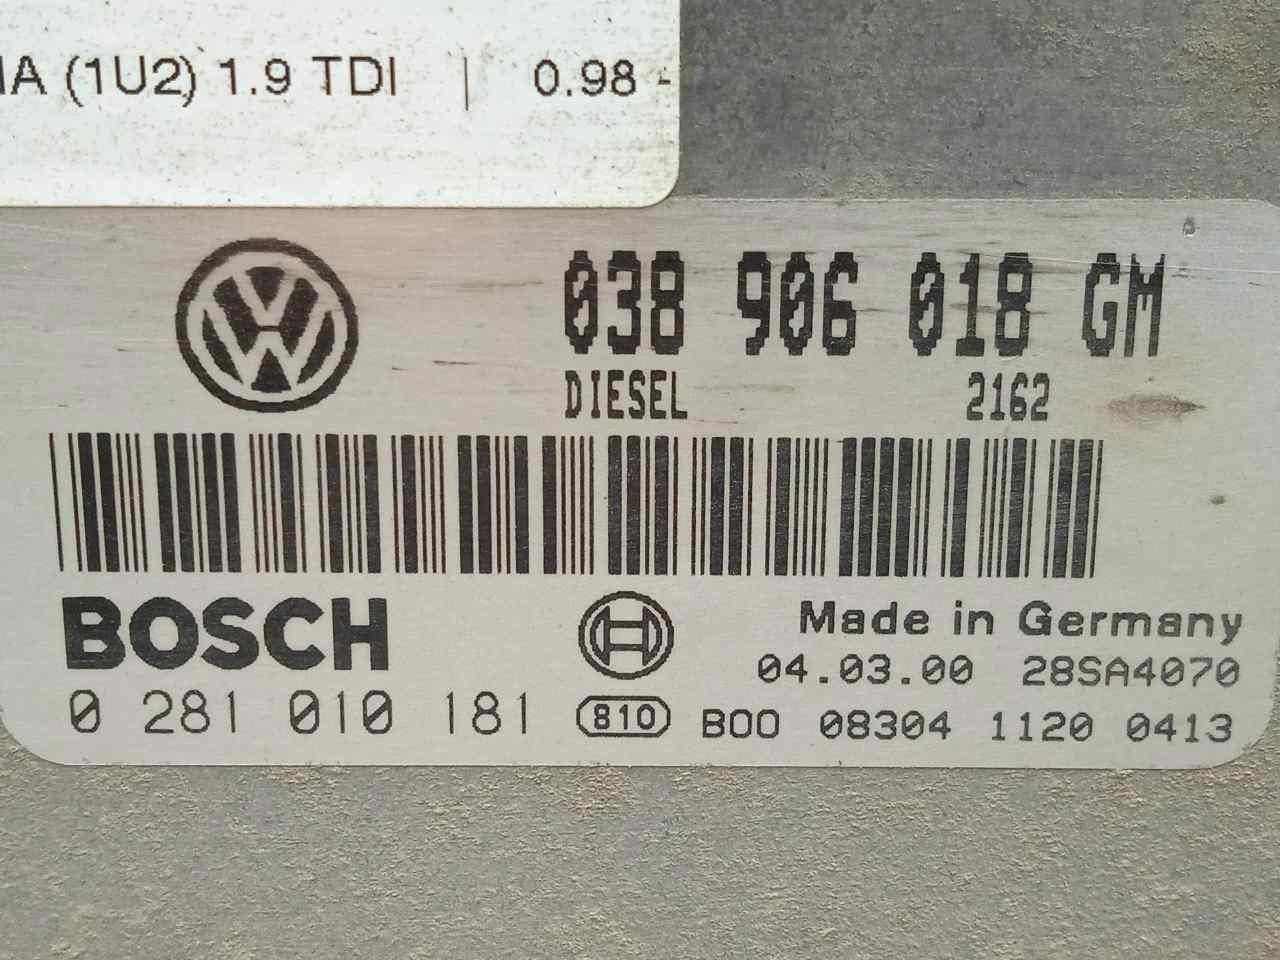 IA (1U2) 1.9 TDI | 0.98 -
038 906 018 GM
DIESEL 2162
BOSCH
Made in Germany
04.03.00 28SA4070
0 281 010 181 810 B00 08304 1120 0413